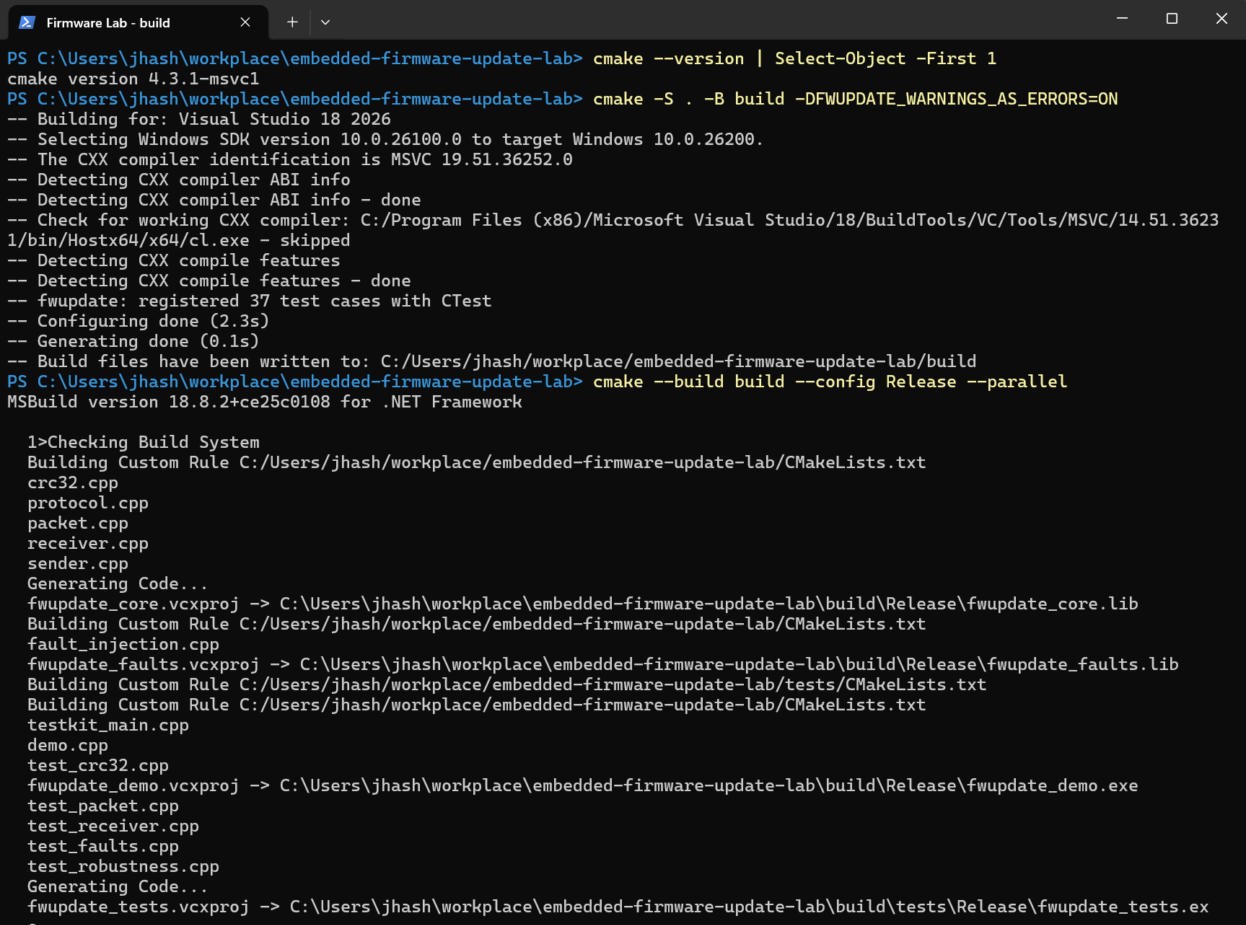 Firmware Lab - build
PS C:\Users\jhash\workplace\embedded-firmware-update-lab> cmake --version | Select-Object -First 1
cmake version 4.3.1-msvc1
PS C:\Users\jhash\workplace\embedded-firmware-update-lab> cmake -S . -B build -DFWUPDATE_WARNINGS_AS_ERRORS=ON
-- Building for: Visual Studio 18 2026
-- Selecting Windows SDK version 10.0.26100.0 to target Windows 10.0.26200.
-- The CXX compiler identification is MSVC 19.51.36252.0
-- Detecting CXX compiler ABI info
-- Detecting CXX compiler ABI info - done
-- Check for working CXX compiler: C:/Program Files (x86)/Microsoft Visual Studio/18/BuildTools/VC/Tools/MSVC/14.51.3623
1/bin/Hostx64/x64/cl.exe - skipped
-- Detecting CXX compile features
-- Detecting CXX compile features - done
-- fwupdate: registered 37 test cases with CTest
-- Configuring done (2.3s)
-- Generating done (0.1s)
-- Build files have been written to: C:/Users/jhash/workplace/embedded-firmware-update-lab/build
PS C:\Users\jhash\workplace\embedded-firmware-update-lab> cmake --build build --config Release --parallel
MSBuild version 18.8.2+ce25c0108 for .NET Framework
1>Checking Build System
Building Custom Rule C:/Users/jhash/workplace/embedded-firmware-update-lab/CMakeLists.txt
crc32.cpp
protocol.cpp
packet.cpp
receiver.cpp
sender.cpp
Generating Code...
fwupdate_core.vcxproj -> C:\Users\jhash\workplace\embedded-firmware-update-lab\build\Release\fwupdate_core.lib
Building Custom Rule C:/Users/jhash/workplace/embedded-firmware-update-lab/CMakeLists.txt
fault_injection.cpp
fwupdate_faults.vcxproj -> C:\Users\jhash\workplace\embedded-firmware-update-lab\build\Release\fwupdate_faults.lib
Building Custom Rule C:/Users/jhash/workplace/embedded-firmware-update-lab/tests/CMakeLists.txt
Building Custom Rule C:/Users/jhash/workplace/embedded-firmware-update-lab/CMakeLists.txt
testkit_main.cpp
demo.cpp
test_crc32.cpp
fwupdate_demo.vcxproj -> C:\Users\jhash\workplace\embedded-firmware-update-lab\build\Release\fwupdate_demo.exe
test_packet.cpp
test_receiver.cpp
test_faults.cpp
test_robustness.cpp
Generating Code...
fwupdate_tests.vcxproj -> C:\Users\jhash\workplace\embedded-firmware-update-lab\build\tests\Release\fwupdate_tests.ex